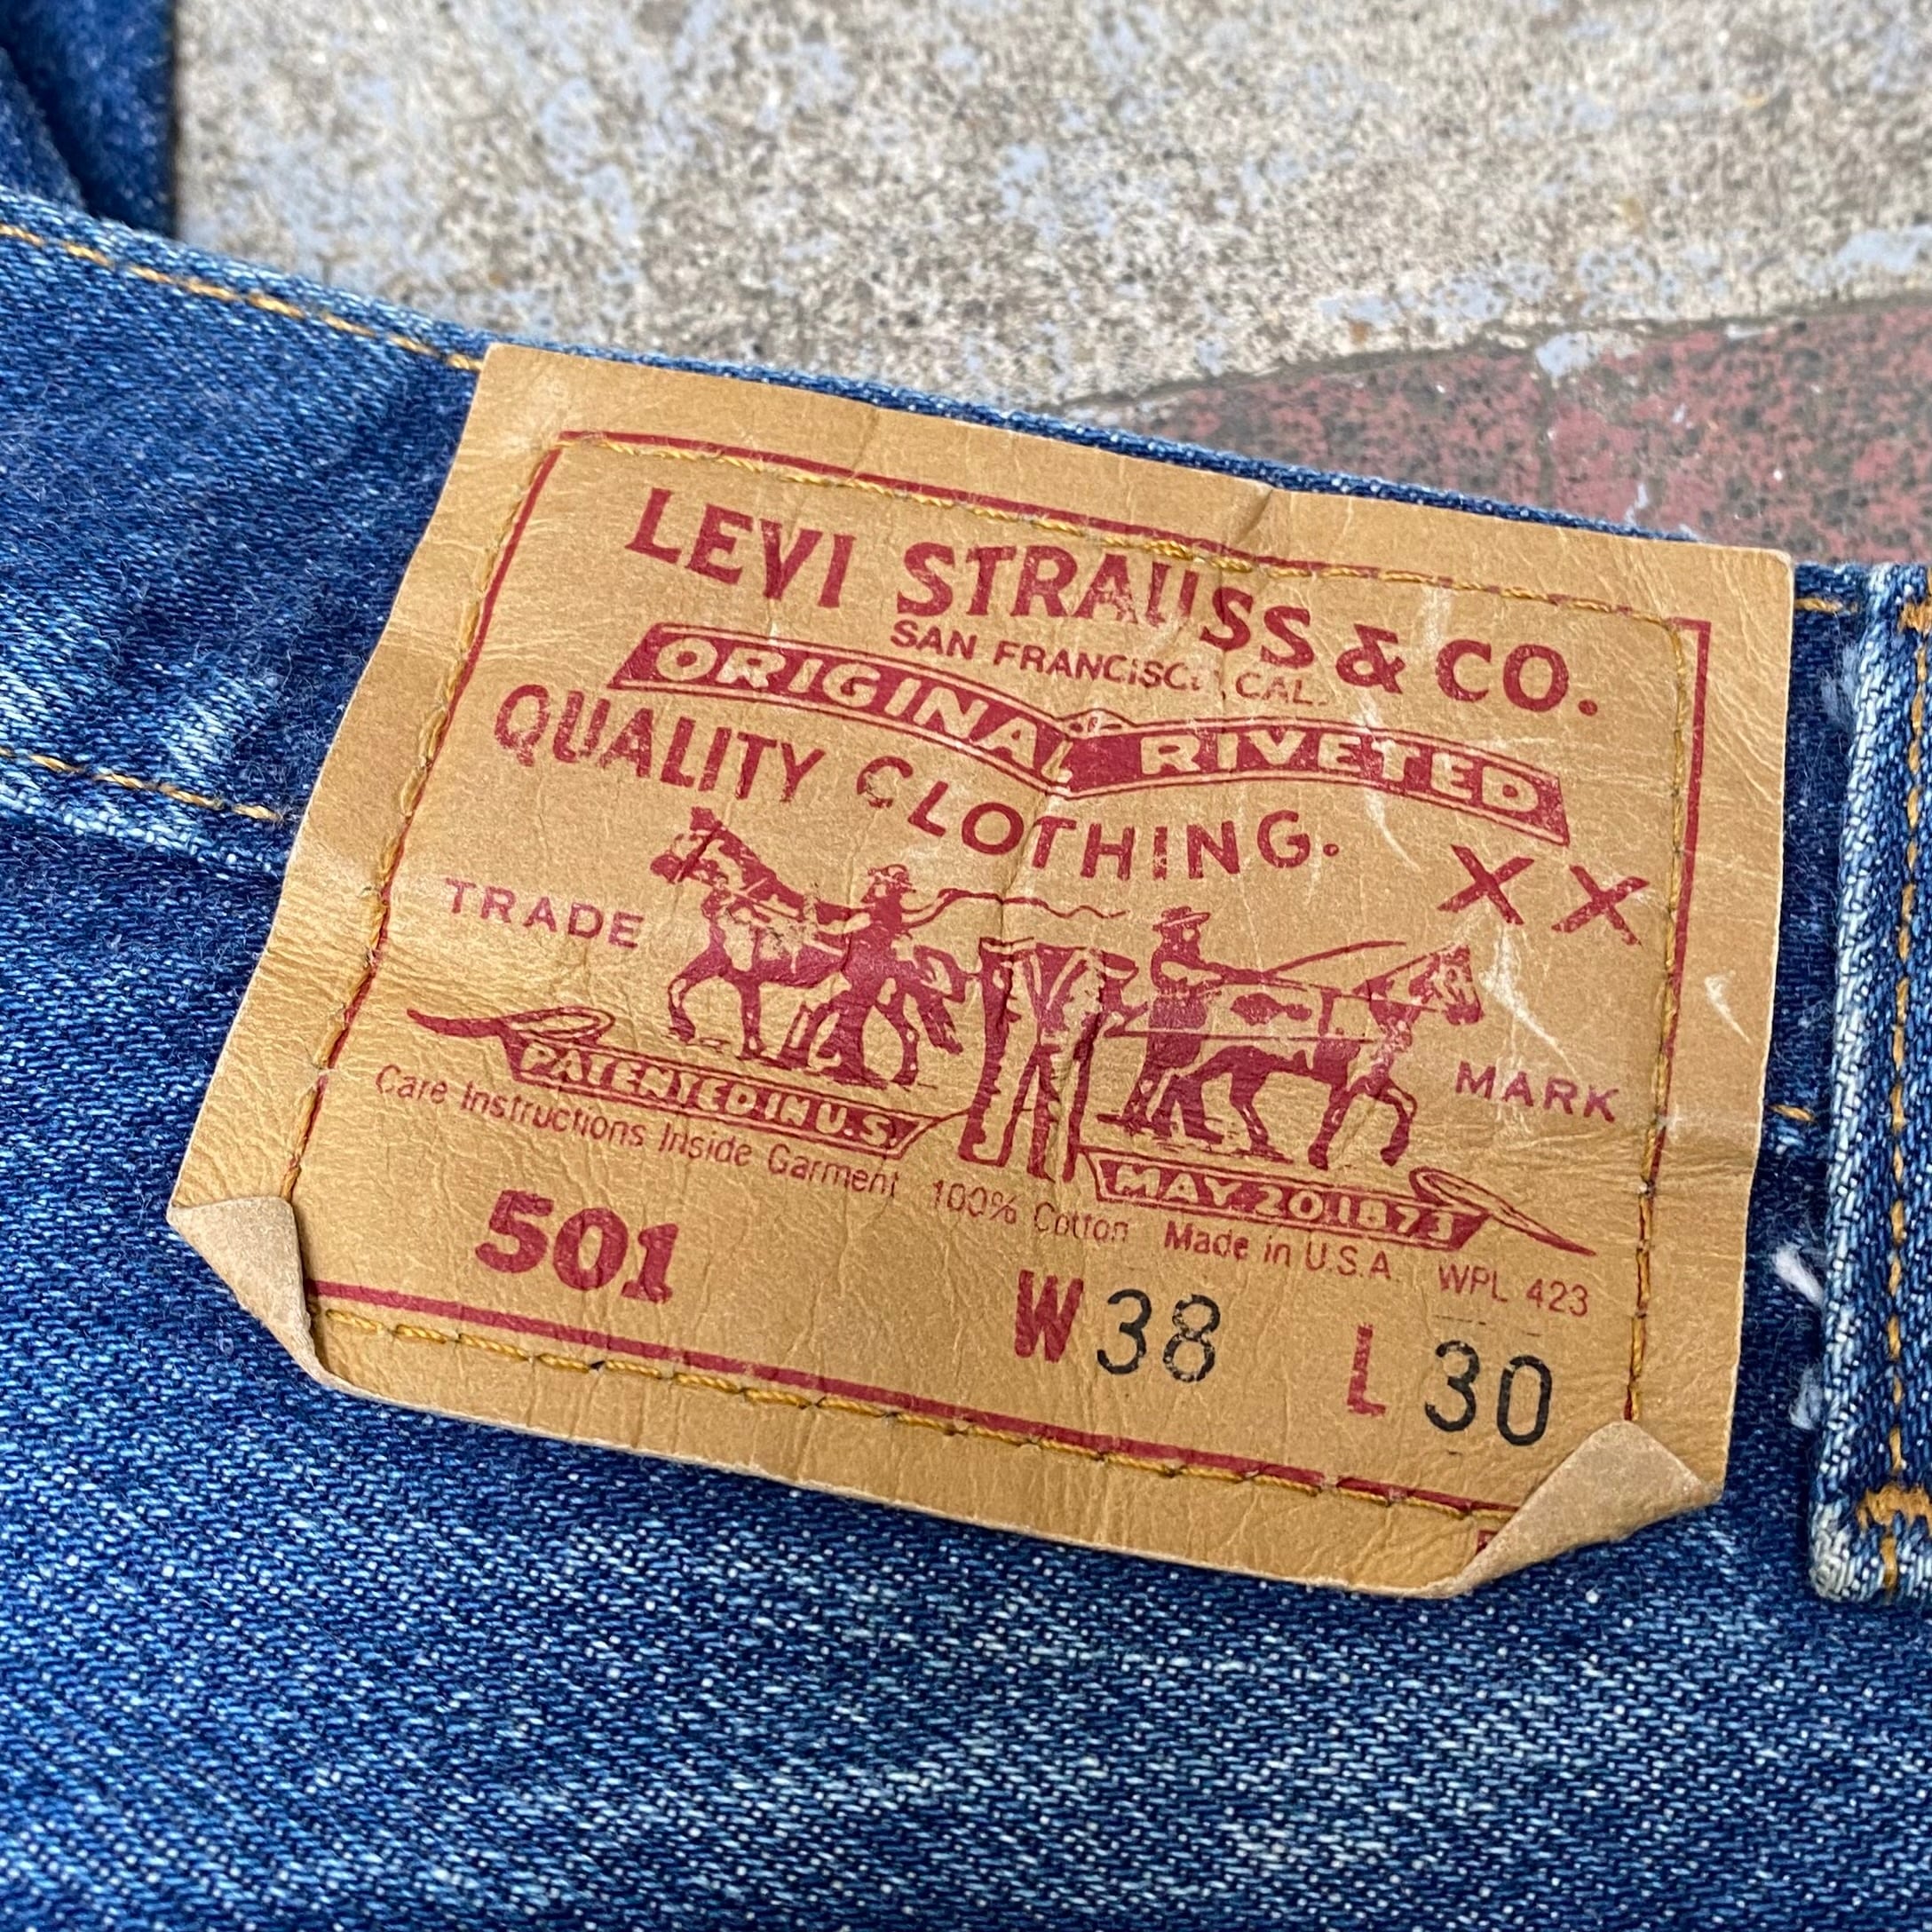 LEVI STRAUSS & CO.
SAN FRANCISCO, CAL.
ORIGINAL RIVETED
®
QUALITY CLOTHING.
XX
TRADE
MARK
PATENTED IN U.S.
MAY 20 1873
Care Instructions Inside Garment 100% Cotton Made in U.S.A. WPL 423
501 W 38 L 30